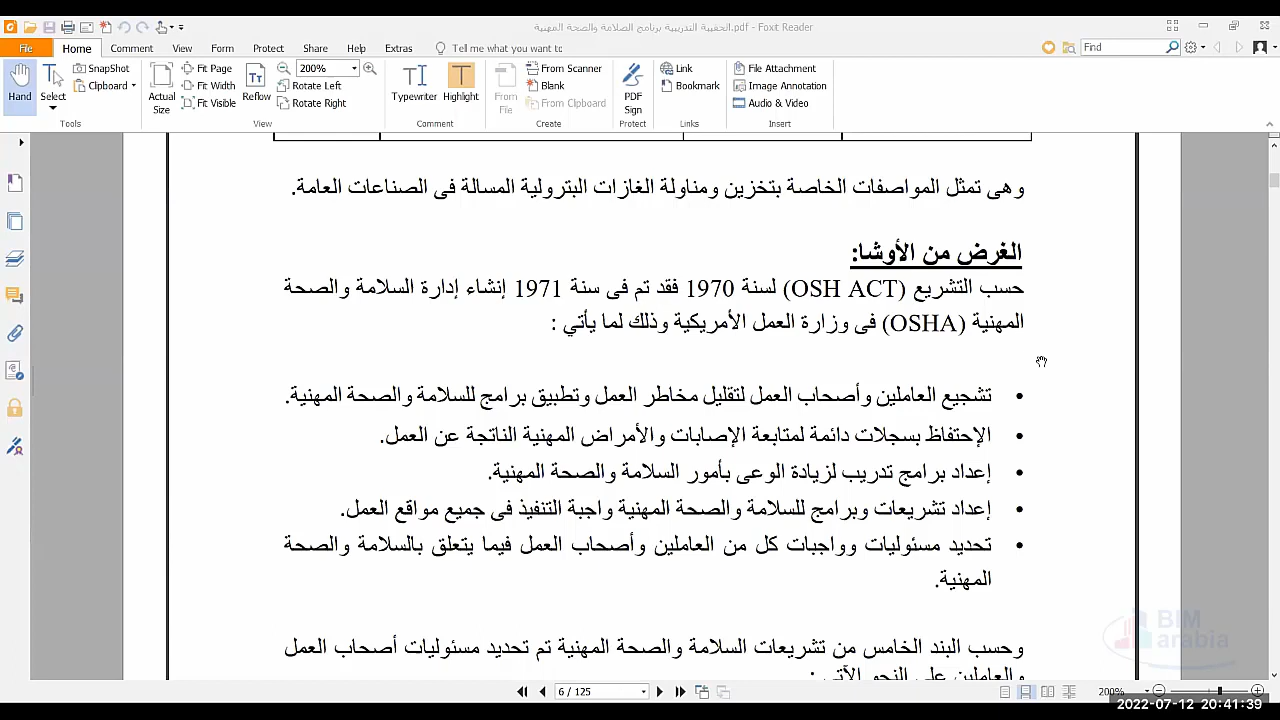 الحقيبة التدريبية برنامج الصلامة والصحة المهنية.pdf - Foxit Reader
File Home Comment View Form Protect Share Help Extras Tell me what you want to Find
Hand
Select
SnapShot
Clipboard
Tools
Actual Size
Fit Page
Fit Width
Fit Visible
Reflow
200%
Rotate Left
Rotate Right
View
Typewriter
Highlight
Comment
From File
From Scanner
Blank
From Clipboard
Create
PDF Sign
Protect
Link
Bookmark
Links
File Attachment
Image Annotation
Audio & Video
Insert
وهى تمثل المواصفات الخاصة بتخزين ومناولة الغازات البترولية المسالة فى الصناعات العامة.
الغرض من الأوشا:
حسب التشريع (OSH ACT) لسنة 1970 فقد تم فى سنة 1971 إنشاء إدارة السلامة والصحة
المهنية (OSHA) فى وزارة العمل الأمريكية وذلك لما يأتي :
• تشجيع العاملين وأصحاب العمل لتقليل مخاطر العمل وتطبيق برامج للسلامة والصحة المهنية.
• الإحتفاظ بسجلات دائمة لمتابعة الإصابات والأمراض المهنية الناتجة عن العمل.
• إعداد برامج تدريب لزيادة الوعى بأمور السلامة والصحة المهنية.
• إعداد تشريعات وبرامج للسلامة والصحة المهنية واجبة التنفيذ فى جميع مواقع العمل.
• تحديد مسئوليات وواجبات كل من العاملين وأصحاب العمل فيما يتعلق بالسلامة والصحة
المهنية.
وحسب البند الخامس من تشريعات السلامة والصحة المهنية تم تحديد مسئوليات أصحاب العمل
والعاملين على النحو الآتى :
BIM
arabia
6 / 125
200%
2022-07-12 20:41:39